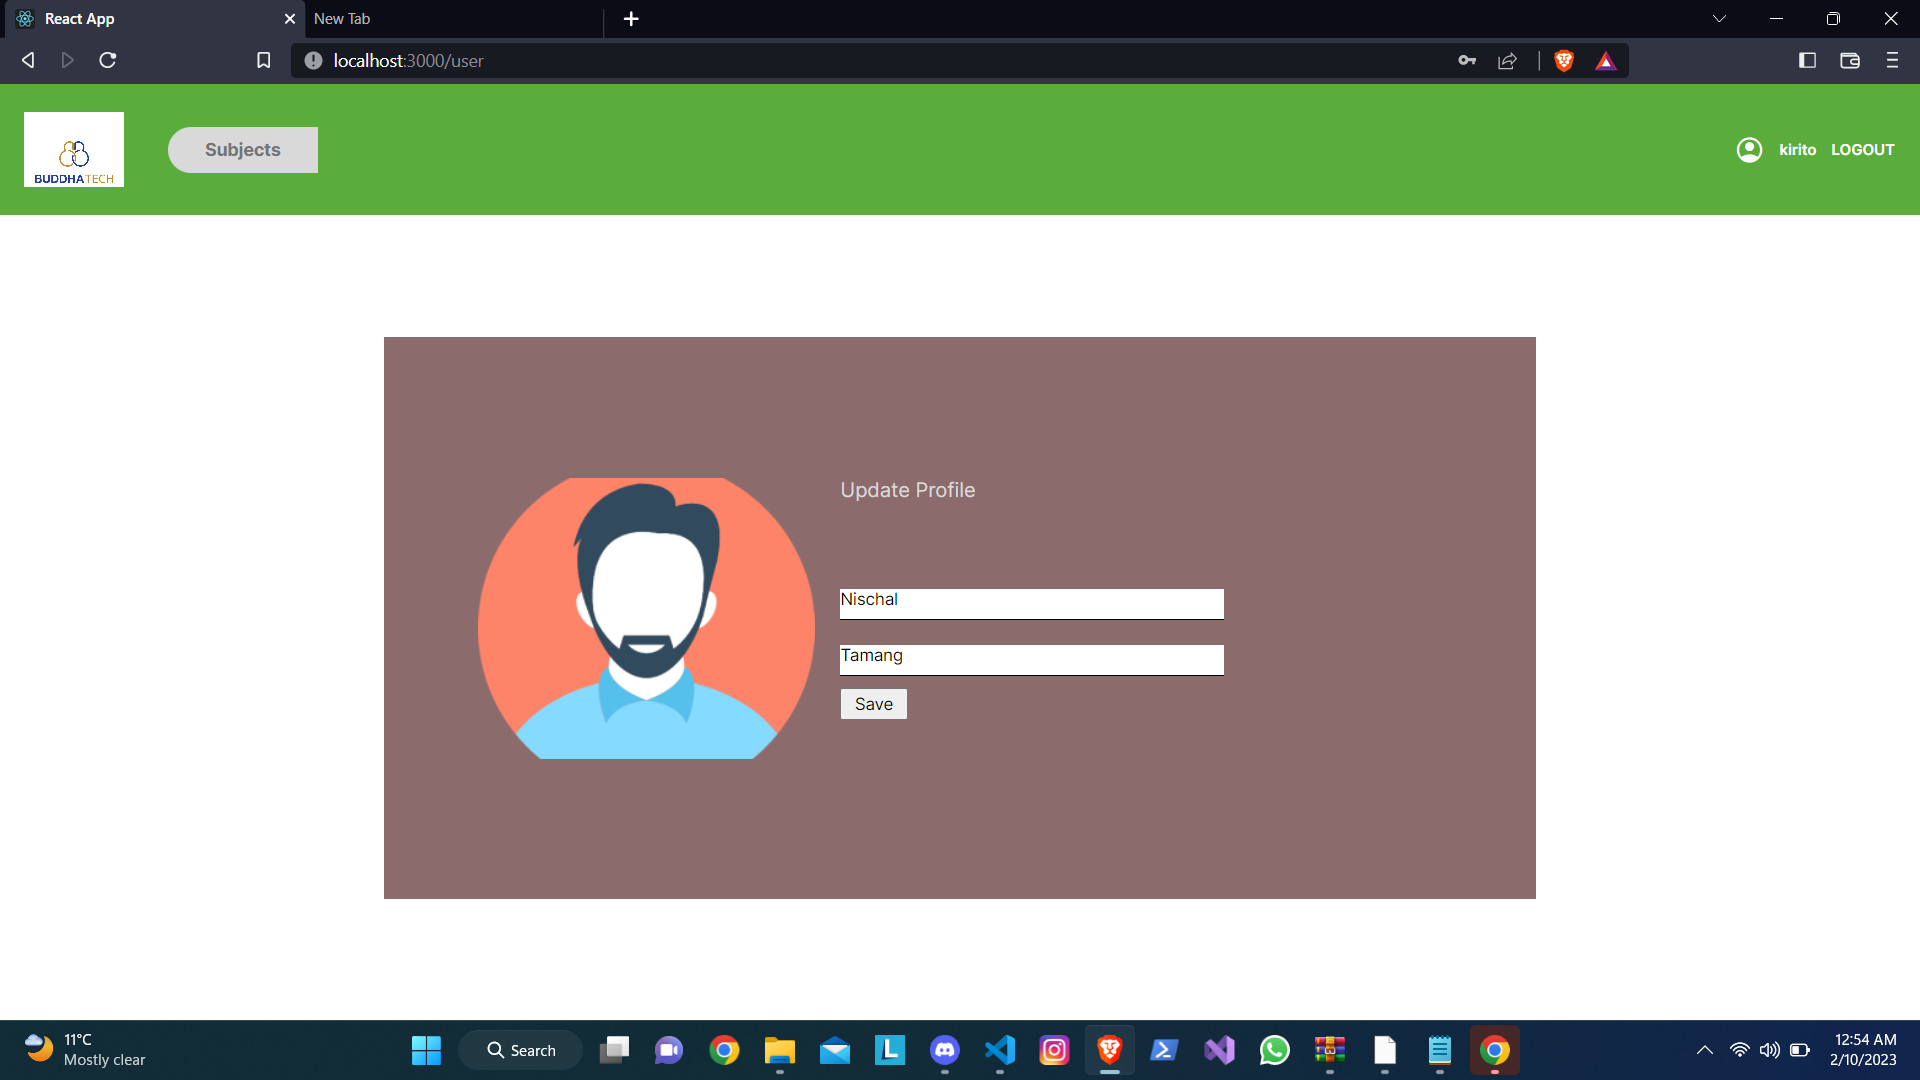 React App
New Tab
localhost:3000/user
BUDDHATECH
Subjects
kirito
LOGOUT
Update Profile
Nischal
Tamang
Save
11°C
Mostly clear
Search
L
12:54 AM
2/10/2023